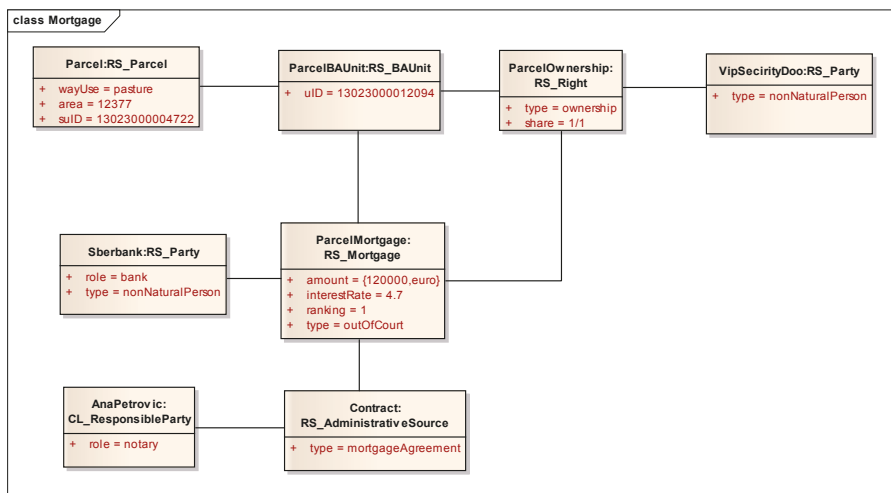 class Mortgage
Parcel:RS_Parcel
+ wayUse = pasture
+ area = 12377
+ suID = 13023000004722
ParcelBAUnit:RS_BAUnit
+ uID = 13023000012094
ParcelOwnership:
RS_Right
+ type = ownership
+ share = 1/1
VipSecirityDoo:RS_Party
+ type = nonNaturalPerson
Sberbank:RS_Party
+ role = bank
+ type = nonNaturalPerson
ParcelMortgage:
RS_Mortgage
+ amount = {120000,euro}
+ interestRate = 4.7
+ ranking = 1
+ type = outOfCourt
AnaPetrovic:
CL_ResponsibleParty
+ role = notary
Contract:
RS_AdministrativeSource
+ type = mortgageAgreement